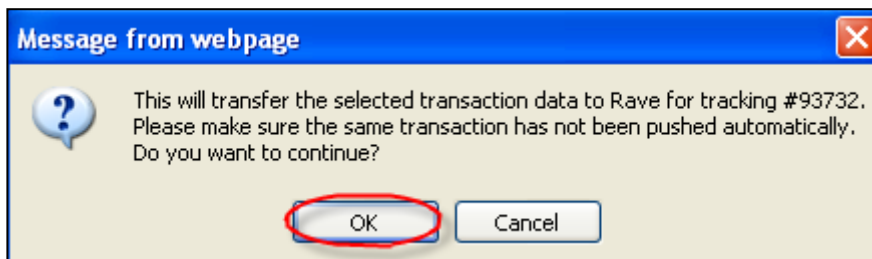 Message from webpage
This will transfer the selected transaction data to Rave for tracking #93732.
Please make sure the same transaction has not been pushed automatically.
Do you want to continue?
OK
Cancel